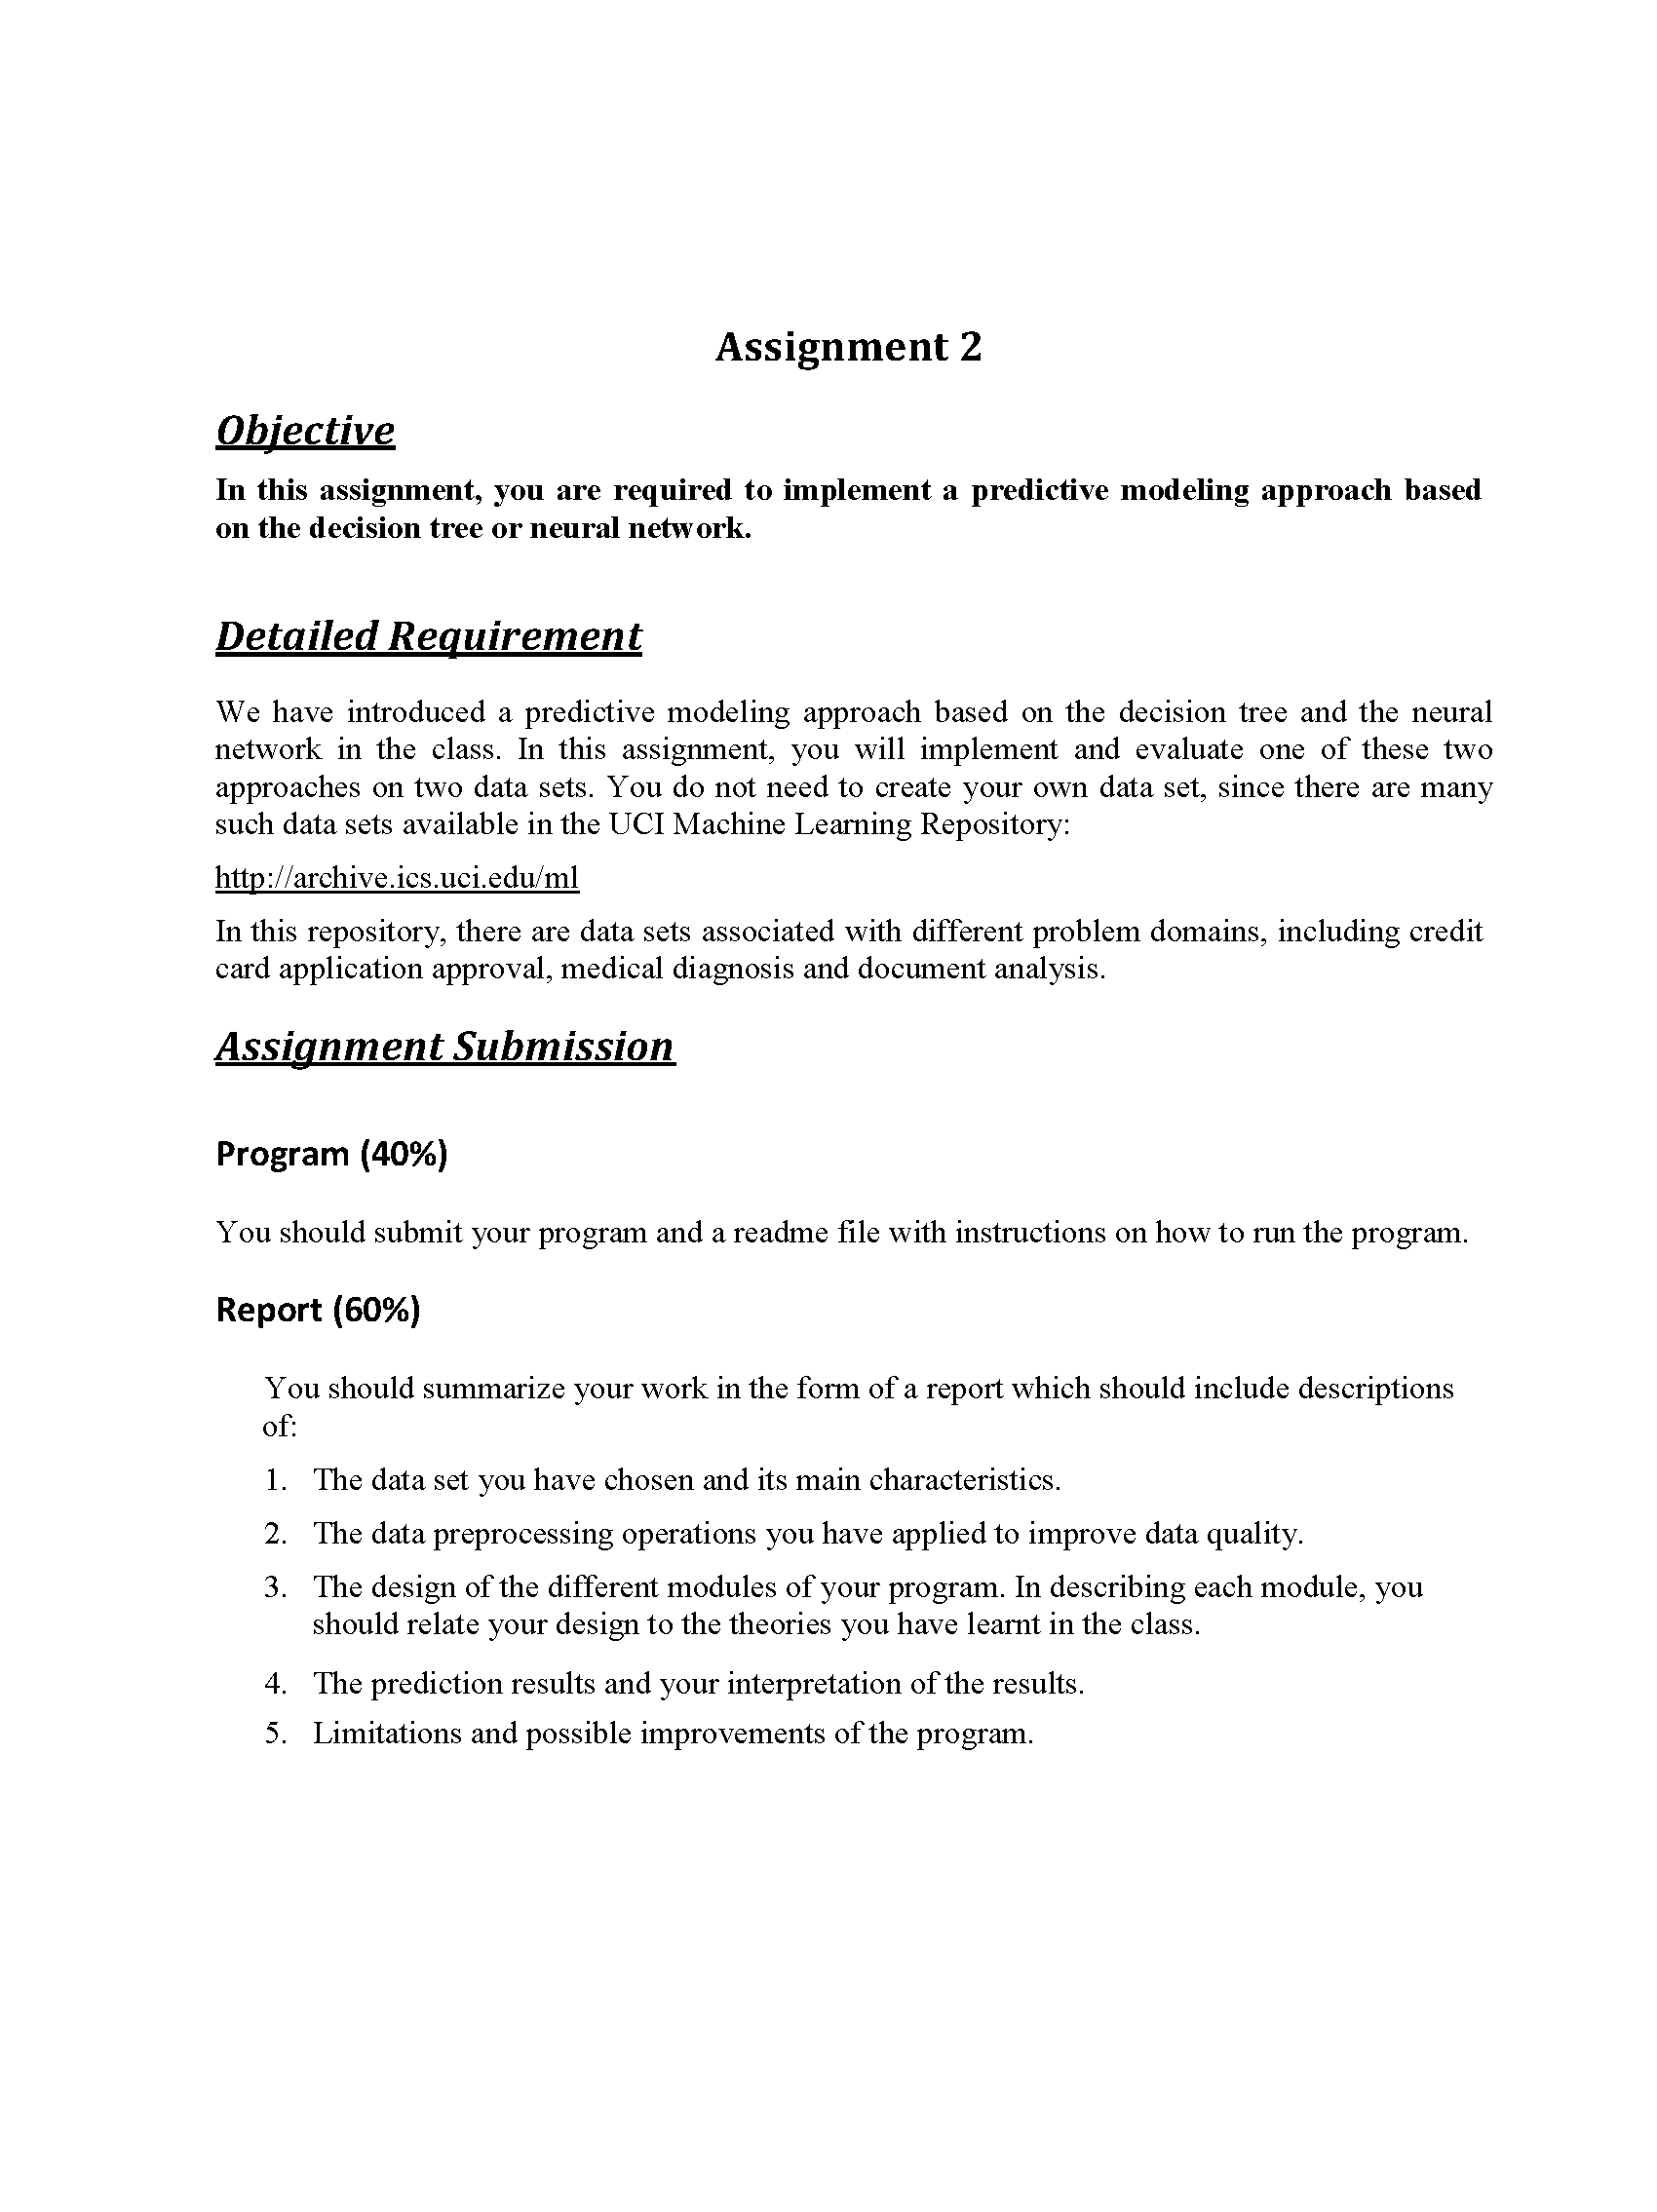 Assignment 2
Objective
In this assignment, you are required to implement a predictive modeling approach based
on the decision tree or neural network.
Detailed Requirement
We have introduced a predictive modeling approach based on the decision tree and the neural
network in the class. In this assignment, you will implement and evaluate one of these two
approaches on two data sets. You do not need to create your own data set, since there are many
such data sets available in the UCI Machine Learning Repository:
http://archive.ics.uci.edu/ml
In this repository, there are data sets associated with different problem domains, including credit
card application approval, medical diagnosis and document analysis.
Assignment Submission
Program (40%)
You should submit your program and a readme file with instructions on how to run the program.
Report (60%)
You should summarize your work in the form of a report which should include descriptions
of:
1. The data set you have chosen and its main characteristics.
2. The data preprocessing operations you have applied to improve data quality.
3. The design of the different modules of your program. In describing each module, you
should relate your design to the theories you have learnt in the class.
4. The prediction results and your interpretation of the results.
5. Limitations and possible improvements of the program.